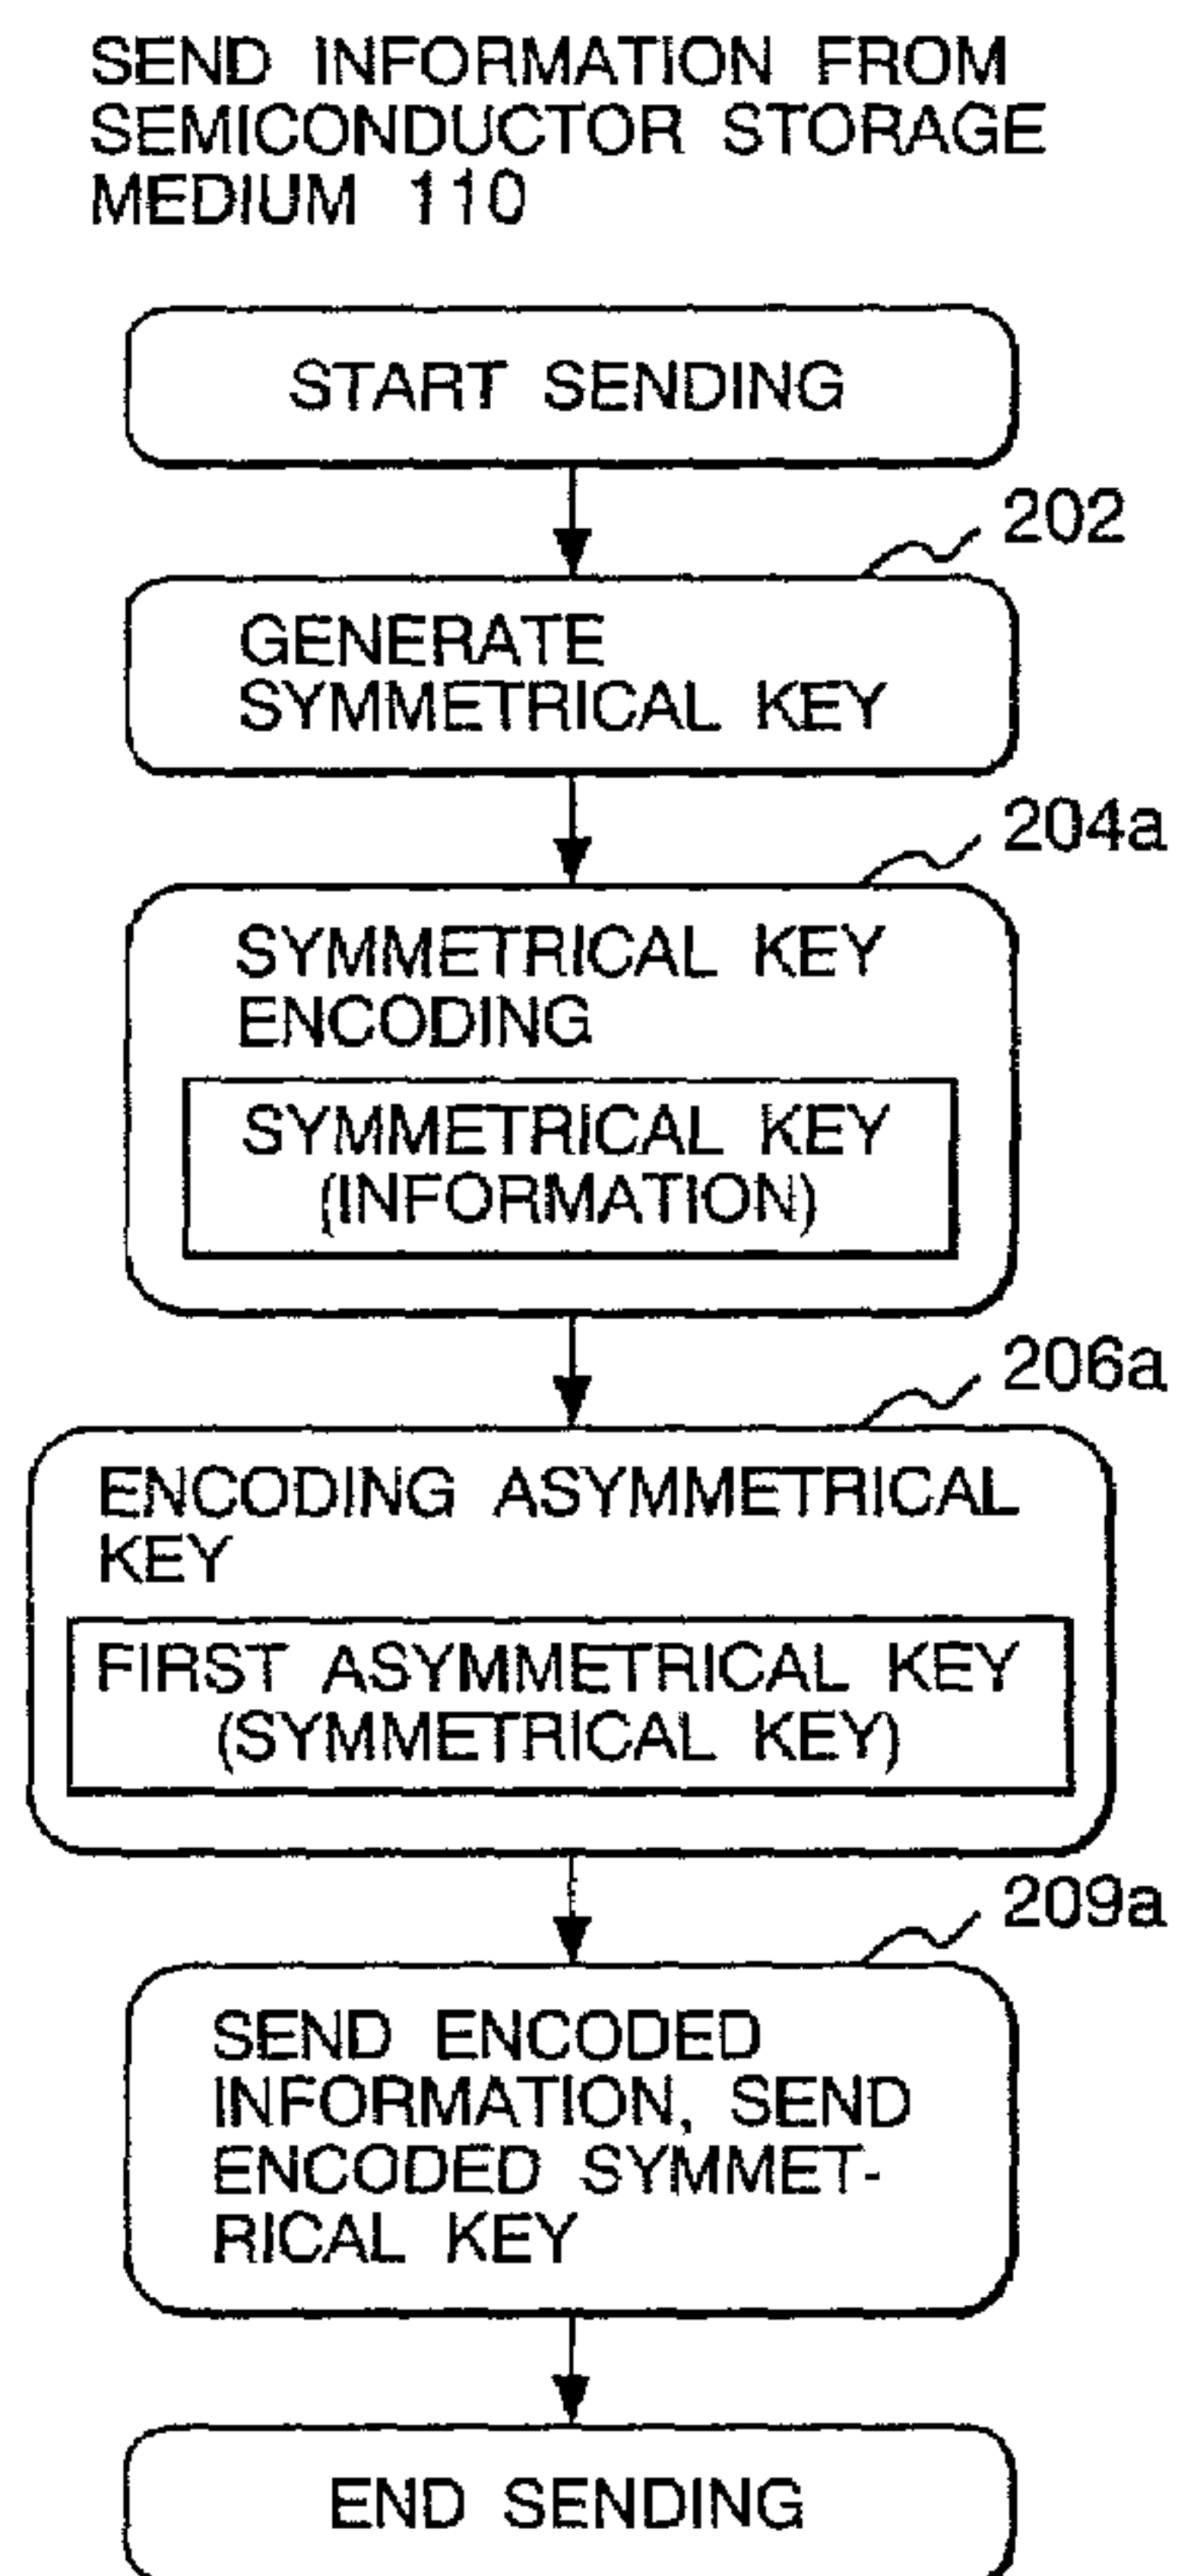 SEND INFORMATION FROM
SEMICONDUCTOR STORAGE
MEDIUM 110
START SENDING
202
GENERATE
SYMMETRICAL KEY
204a
SYMMETRICAL KEY
ENCODING
SYMMETRICAL KEY
(INFORMATION)
206a
ENCODING ASYMMETRICAL
KEY
FIRST ASYMMETRICAL KEY
(SYMMETRICAL KEY)
209a
SEND ENCODED
INFORMATION, SEND
ENCODED SYMMET-
RICAL KEY
END SENDING